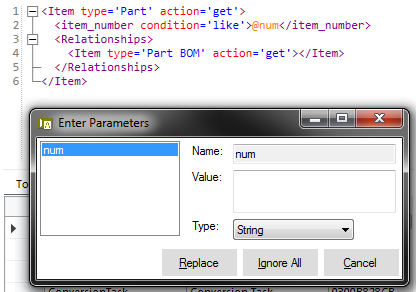 1 <Item type='Part' action='get'>
2 <item_number condition='like'>@num</item_number>
3 <Relationships>
4 <Item type='Part BOM' action='get'></Item>
5 </Relationships>
6 </Item>
Enter Parameters
num
Name: num
Value:
Type: String
Replace Ignore All Cancel
To
ConversionTask Conversion Task